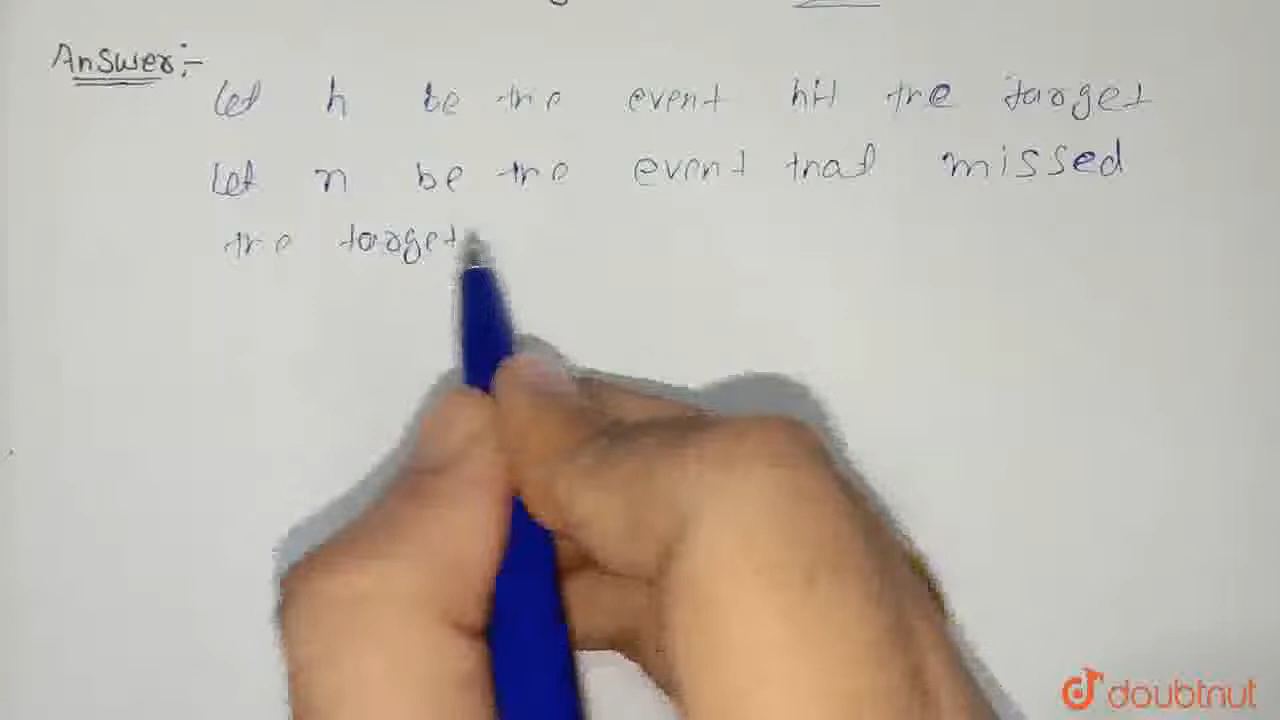 Answer:-
Let h be the event hit the target
Let n be the event that missed
the target
doubtnut